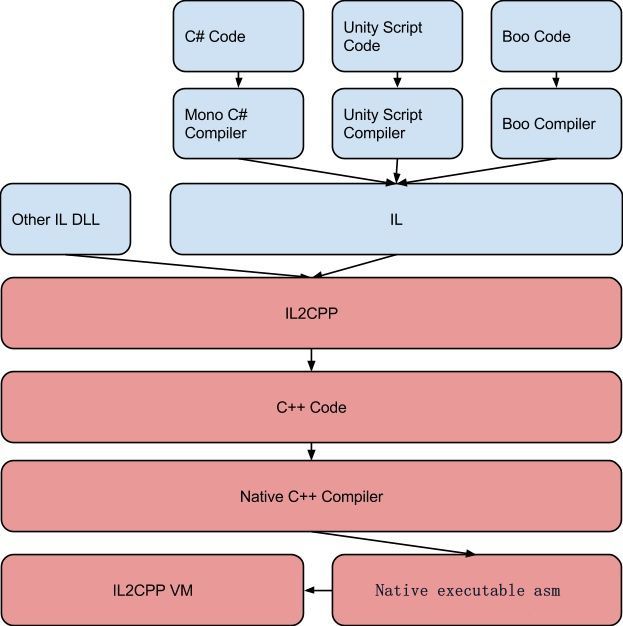 C# Code
Unity Script
Code
Boo Code
Mono C#
Compiler
Unity Script
Compiler
Boo Compiler
Other IL DLL
IL
IL2CPP
C++ Code
Native C++ Compiler
IL2CPP VM
Native executable asm